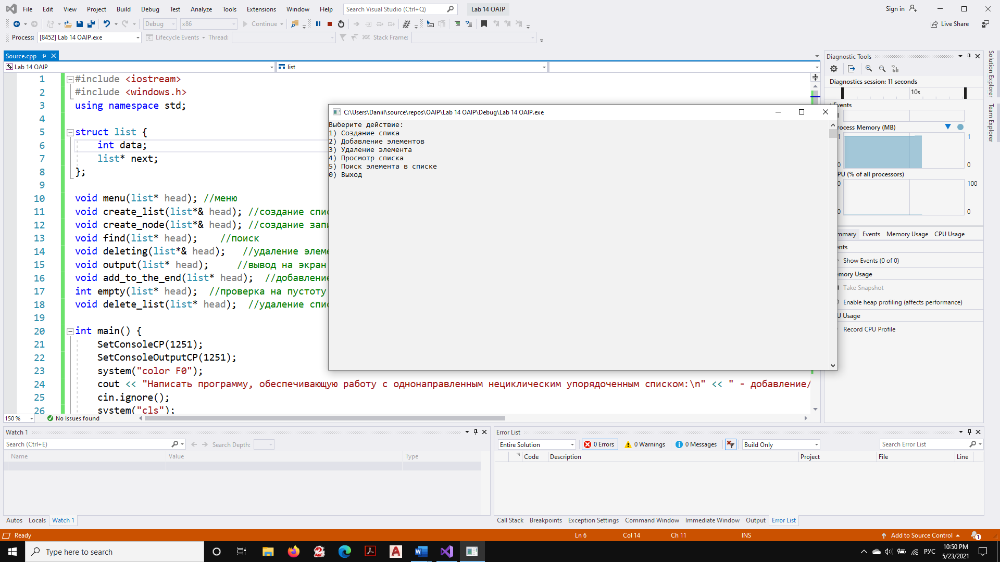 File Edit View Project Build Debug Test Analyze Tools Extensions Window Help Search Visual Studio (Ctrl+Q) Lab 14 OAIP Sign in
Debug x86 Continue Live Share
Process: [8452] Lab 14 OAIP.exe Lifecycle Events Thread: Stack Frame:
Source.cpp
Lab 14 OAIP list
1 #include <iostream>
2 #include <windows.h>
3 using namespace std;
4
5 struct list {
6 int data;
7 list* next;
8 };
9
10 void menu(list* head); //меню
11 void create_list(list*& head); //создание спис
12 void create_node(list*& head); //создание запи
13 void find(list* head); //поиск
14 void deleting(list*& head); //удаление элеме
15 void output(list* head); //вывод на экран
16 void add_to_the_end(list* head); //добавление
17 int empty(list* head); //проверка на пустоту
18 void delete_list(list* head); //удаление спис
19
20 int main() {
21 SetConsoleCP(1251);
22 SetConsoleOutputCP(1251);
23 system("color F0");
24 cout << "Написать программу, обеспечивающую работу с однонаправленным нециклическим упорядоченным списком:\n" << " - добавление/
25 cin.ignore();
26 system("cls");
150 % No issues found
C:\Users\Daniil\source\repos\OAIP\Lab 14 OAIP\Debug\Lab 14 OAIP.exe
Выберите действие:
1) Создание спика
2) Добавление элементов
3) Удаление элемента
4) Просмотр списка
5) Поиск элемента в списке
0) Выход
Diagnostic Tools
Diagnostics session: 11 seconds
10s
Events
rocess Memory (MB)
1 1
0 0
PU (% of all processors)
0 100
0 0
mmary Events Memory Usage CPU Usage
ents
Show Events (0 of 0)
emory Usage
Take Snapshot
Enable heap profiling (affects performance)
U Usage
Record CPU Profile
Solution Explorer
Team Explorer
Watch 1
Search (Ctrl+E) Search Depth:
Name Value Type
Autos Locals Watch 1
Error List
Entire Solution 0 Errors 0 Warnings 0 Messages Build Only Search Error List
Code Description Project File Line
Call Stack Breakpoints Exception Settings Command Window Immediate Window Output Error List
Ready Ln 6 Col 14 Ch 11 INS Add to Source Control 1
Type here to search РУС 10:50 PM
5/23/2021